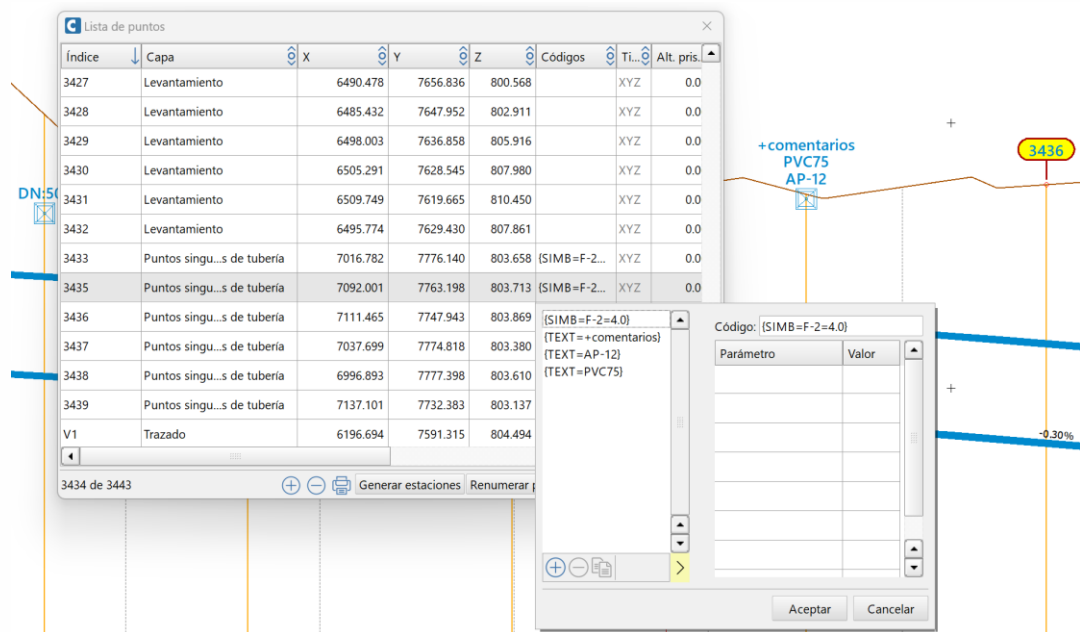 Lista de puntos
Índice Capa X Y Z Códigos Ti... Alt. pris.
3427 Levantamiento 6490.478 7656.836 800.568 XYZ 0.0
3428 Levantamiento 6485.432 7647.952 802.911 XYZ 0.0
3429 Levantamiento 6498.003 7636.858 805.916 XYZ 0.0
3430 Levantamiento 6505.291 7628.545 807.980 XYZ 0.0
3431 Levantamiento 6509.749 7619.665 810.450 XYZ 0.0
3432 Levantamiento 6495.774 7629.430 807.861 XYZ 0.0
3433 Puntos singu...s de tubería 7016.782 7776.140 803.658 {SIMB=F-2... XYZ 0.0
3435 Puntos singu...s de tubería 7092.001 7763.198 803.713 {SIMB=F-2... XYZ 0.0
3436 Puntos singu...s de tubería 7111.465 7747.943 803.869
3437 Puntos singu...s de tubería 7037.699 7774.818 803.380
3438 Puntos singu...s de tubería 6996.893 7777.398 803.610
3439 Puntos singu...s de tubería 7137.101 7732.383 803.137
V1 Trazado 6196.694 7591.315 804.494
3434 de 3443 Generar estaciones Renumerar p
DN:50
+comentarios
PVC75
AP-12
3436
-0.30%
{SIMB=F-2=4.0}
{TEXT=+comentarios}
{TEXT=AP-12}
{TEXT=PVC75}
Código: {SIMB=F-2=4.0}
Parámetro Valor
Aceptar Cancelar